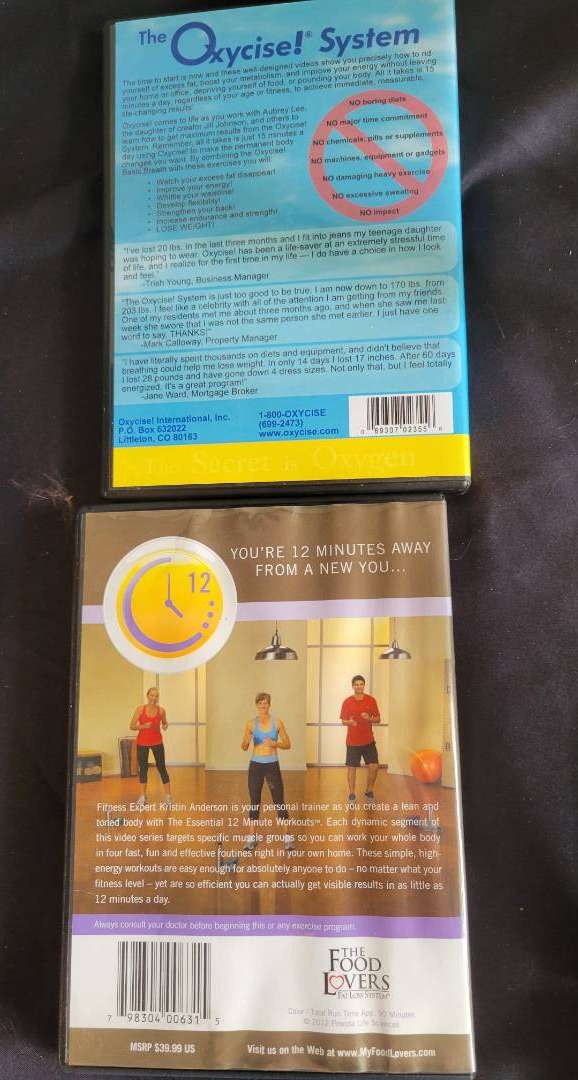 The Oxycise!® System
The time to start is now and these well-designed videos show you precisely how to rid
yourself of excess fat, boost your metabolism, and improve your energy without leaving
your home or office, depriving yourself of food, or pounding your body. All it takes is 15
minutes a day, regardless of your age or fitness, to achieve immediate, measurable,
life-changing results.
Oxycise! comes to life as you work with Aubrey Lee,
the daughter of creator Jill Johnson, and others to
learn how to get maximum results from the Oxycise!
System. Remember, all it takes is just 15 minutes a
day using Oxycise! to make the permanent body
changes you want. By combining the Oxycise!
Basic Breath with these exercises you will:
• Watch your excess fat disappear!
• Improve your energy!
• Whittle your waistline!
• Develop flexibility!
• Strengthen your back!
• Increase endurance and strength!
• LOSE WEIGHT!
NO boring diets
NO major time commitment
NO chemicals, pills or supplements
NO machines, equipment or gadgets
NO damaging heavy exercise
NO excessive sweating
NO impact
"I've lost 20 lbs. in the last three months and I fit into jeans my teenage daughter
was hoping to wear. Oxycise! has been a life-saver at an extremely stressful time
of life, and I realize for the first time in my life — I do have a choice in how I look
and feel."
-Trish Young, Business Manager
"The Oxycise! System is just too good to be true. I am now down to 170 lbs. from
203 lbs. I feel like a celebrity with all of the attention I am getting from my friends.
One of my residents met me about three months ago, and when she saw me last
week she swore that I was not the same person she met earlier. I just have one
word to say, THANKS!"
-Mark Calloway, Property Manager
"I have literally spent thousands on diets and equipment, and didn't believe that
breathing could help me lose weight. In only 14 days I lost 17 inches. After 60 days
I lost 28 pounds and have gone down 4 dress sizes. Not only that, but I feel totally
energized. It's a great program!"
-Jane Ward, Mortgage Broker
Oxycise! International, Inc.
P.O. Box 632022
Littleton, CO 80163
1-800-OXYCISE
(699-2473)
www.oxycise.com
69307 02355
The Secret is Oxygen
12
YOU'RE 12 MINUTES AWAY
FROM A NEW YOU...
Fitness Expert Kristin Anderson is your personal trainer as you create a lean and
toned body with The Essential 12 Minute Workouts™. Each dynamic segment of
this video series targets specific muscle groups so you can work your whole body
in four fast, fun and effective routines right in your own home. These simple, high-
energy workouts are easy enough for absolutely anyone to do – no matter what your
fitness level – yet are so efficient you can actually get visible results in as little as
12 minutes a day.
Always consult your doctor before beginning this or any exercise program.
THE
FOOD
LOVERS
FAT LOSS SYSTEM
Color / Total Run Time App. 90 Minutes
© 2012 Provida Life Sciences
7 98304 00631 5
MSRP $39.99 US
Visit us on the Web at www.MyFoodLovers.com